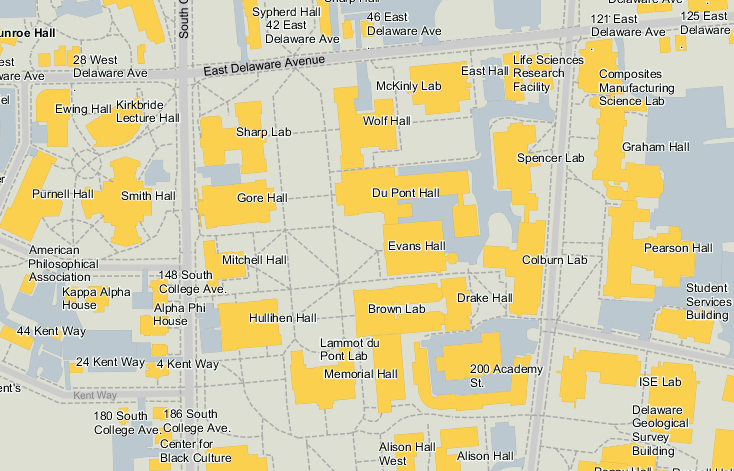 Sypherd Hall
Sharp Hall
42 East
Delaware Ave
46 East
Delaware Ave
121 East
Delaware Ave
125 East
Delaware Ave
South C
nroe Hall
28 West
Delaware Ave
ware Ave
East Delaware Avenue
McKinly Lab
East Hall
Life Sciences
Research
Facility
Composites
Manufacturing
Science Lab
Ewing Hall
Kirkbride
Lecture Hall
Sharp Lab
Wolf Hall
Spencer Lab
Graham Hall
Purnell Hall
Smith Hall
Gore Hall
Du Pont Hall
Evans Hall
Pearson Hall
American
Philosophical
Association
Mitchell Hall
Colburn Lab
148 South
College Ave.
Kappa Alpha
House
Alpha Phi
House
Hullihen Hall
Brown Lab
Drake Hall
Student
Services
Building
44 Kent Way
24 Kent Way
4 Kent Way
Lammot du
Pont Lab
Memorial Hall
200 Academy
St.
ISE Lab
ent's
Kent Way
180 South
College Ave.
186 South
College Ave.
Center for
Black Culture
Delaware
Geological
Survey
Building
Alison Hall
West
Alison Hall